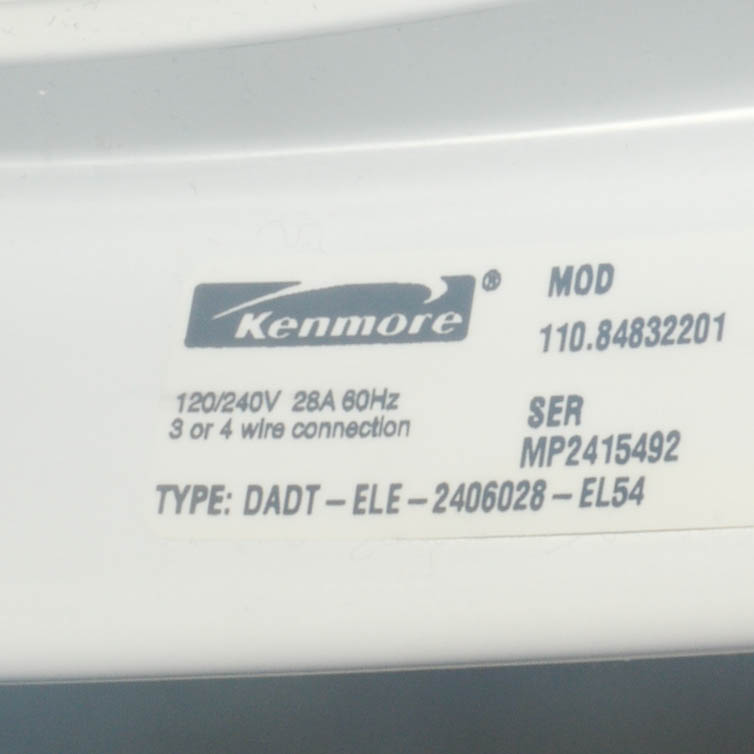 Kenmore®
MOD
110.84832201
120/240V 28A 60Hz
3 or 4 wire connection
SER
MP2415492
TYPE: DADT-ELE-2406028-EL54